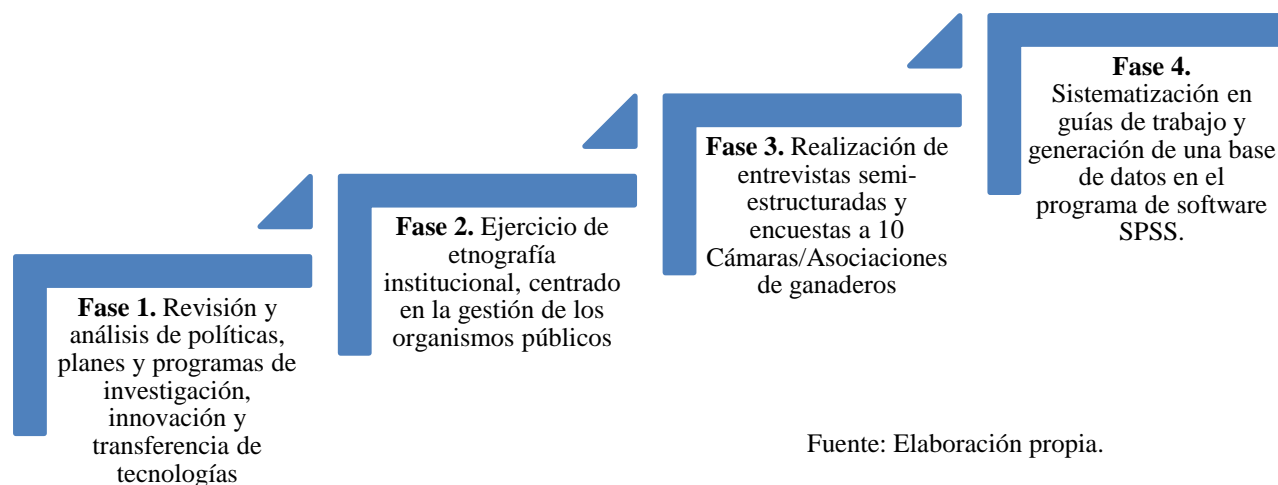 Fase 1. Revisión y
análisis de políticas,
planes y programas de
investigación,
innovación y
transferencia de
tecnologías
Fase 2. Ejercicio de
etnografía
institucional, centrado
en la gestión de los
organismos públicos
Fase 3. Realización de
entrevistas semi-
estructuradas y
encuestas a 10
Cámaras/Asociaciones
de ganaderos
Fase 4.
Sistematización en
guías de trabajo y
generación de una base
de datos en el
programa de software
SPSS.
Fuente: Elaboración propia.